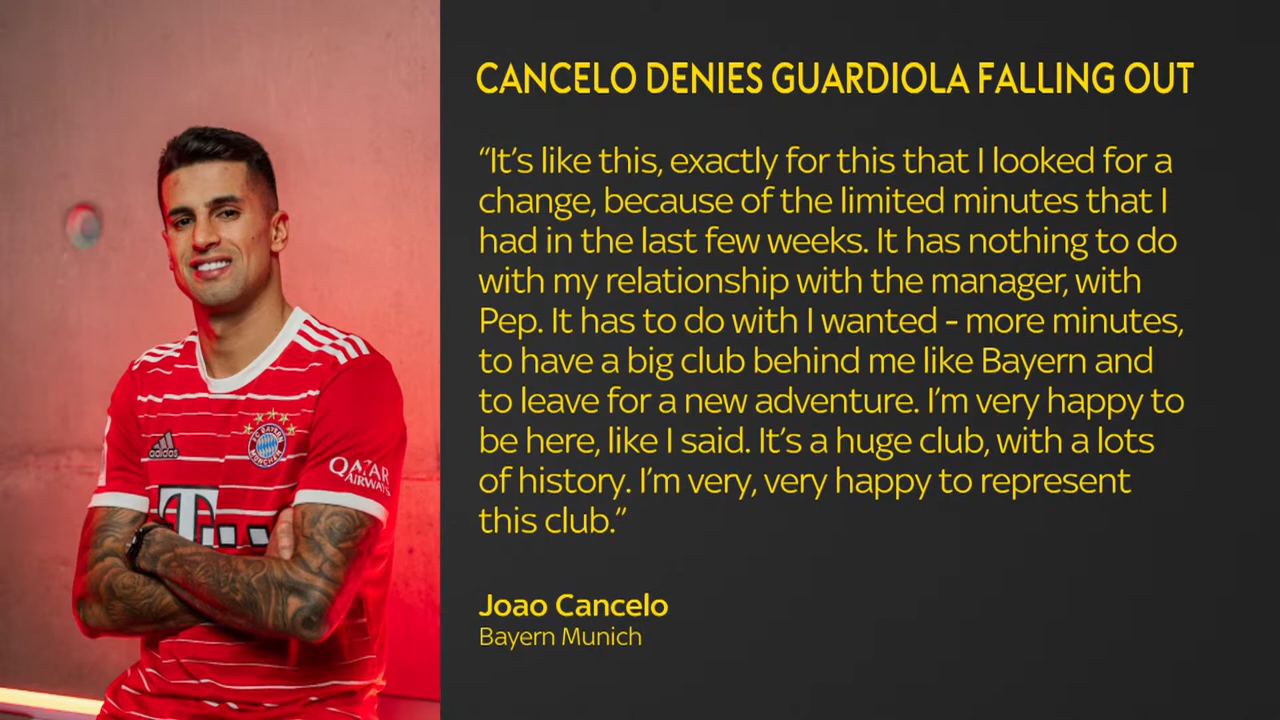 CANCELO DENIES GUARDIOLA FALLING OUT
“It’s like this, exactly for this that I looked for a
change, because of the limited minutes that I
had in the last few weeks. It has nothing to do
with my relationship with the manager, with
Pep. It has to do with I wanted - more minutes,
to have a big club behind me like Bayern and
to leave for a new adventure. I’m very happy to
be here, like I said. It’s a huge club, with a lots
of history. I’m very, very happy to represent
this club.”
Joao Cancelo
Bayern Munich
adidas
FC BAYERN
MÜNCHEN
QATAR
AIRWAYS
T